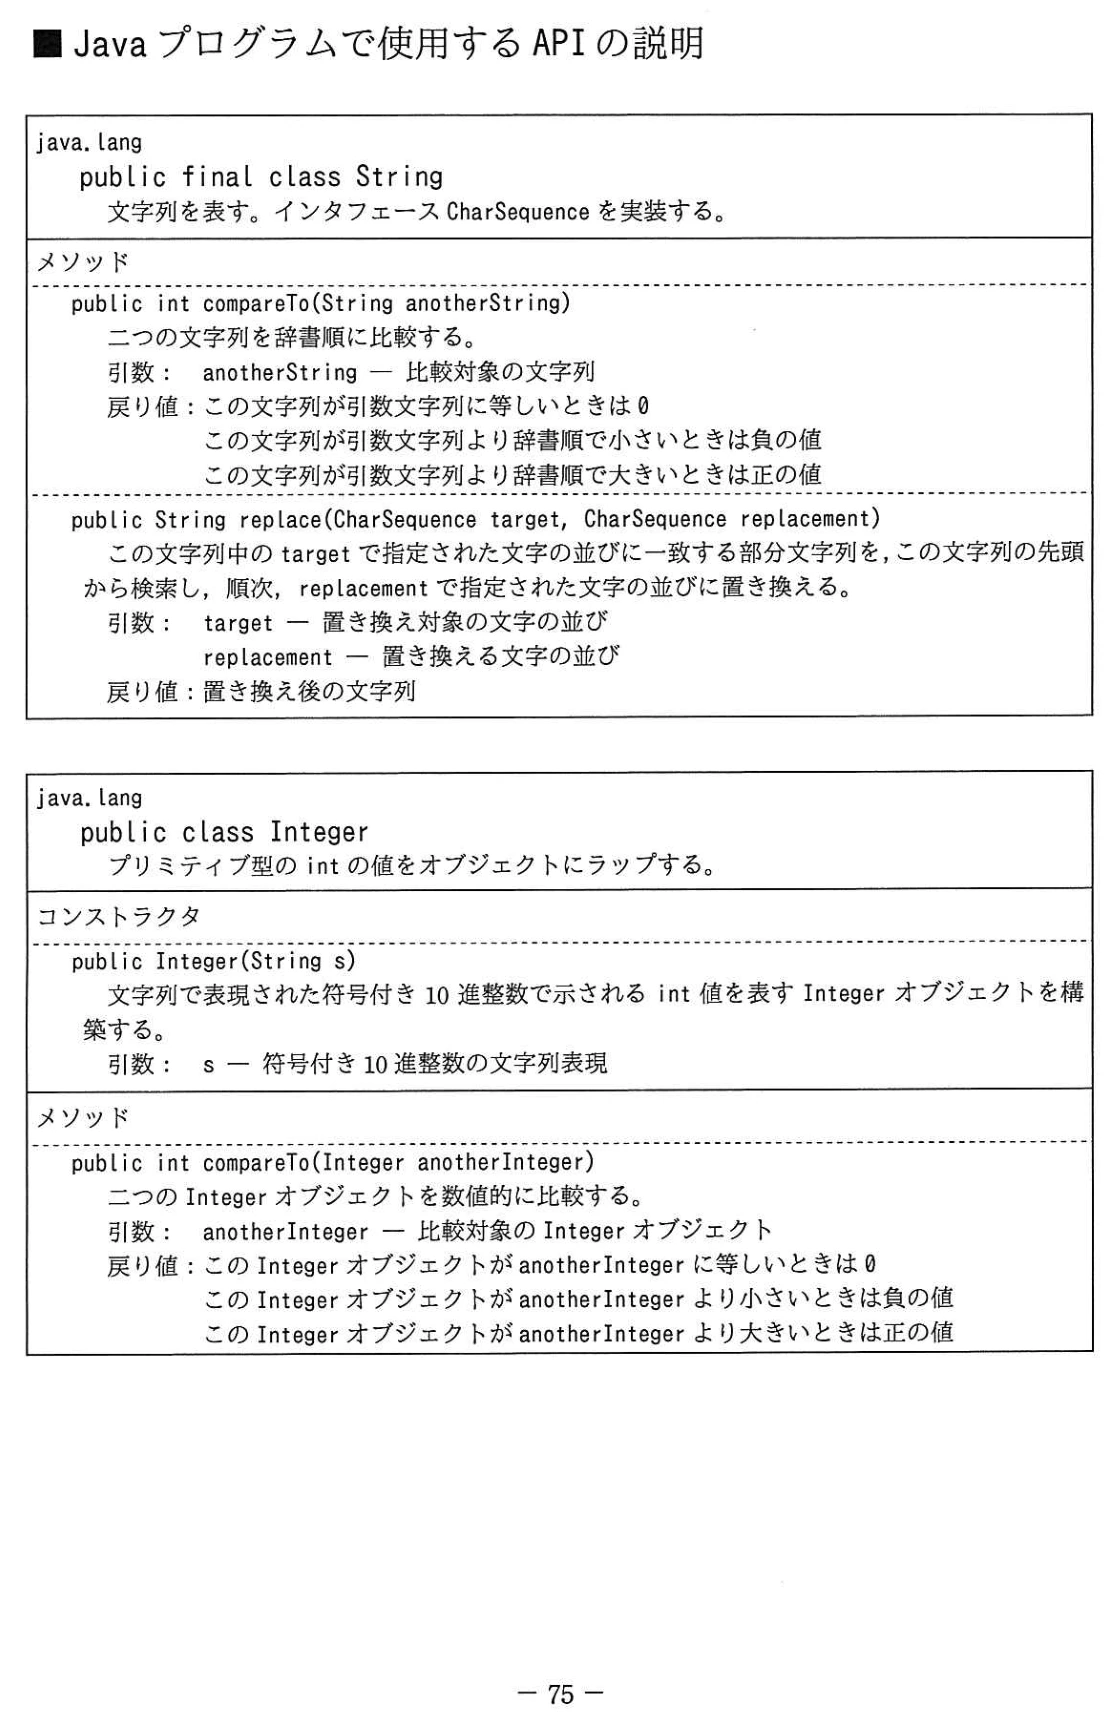 ■ Java プログラムで使用する API の説明
java.lang
public final class String
文字列を表す。インタフェース CharSequence を実装する。
メソッド
public int compareTo(String anotherString)
二つの文字列を辞書順に比較する。
引数： anotherString ― 比較対象の文字列
戻り値：この文字列が引数文字列に等しいときは 0
この文字列が引数文字列より辞書順で小さいときは負の値
この文字列が引数文字列より辞書順で大きいときは正の値
public String replace(CharSequence target, CharSequence replacement)
この文字列中の target で指定された文字の並びに一致する部分文字列を，この文字列の先頭
から検索し，順次，replacement で指定された文字の並びに置き換える。
引数： target ― 置き換え対象の文字の並び
replacement ― 置き換える文字の並び
戻り値：置き換え後の文字列
java.lang
public class Integer
プリミティブ型の int の値をオブジェクトにラップする。
コンストラクタ
public Integer(String s)
文字列で表現された符号付き 10 進整数で示される int 値を表す Integer オブジェクトを構
築する。
引数： s ― 符号付き 10 進整数の文字列表現
メソッド
public int compareTo(Integer anotherInteger)
二つの Integer オブジェクトを数値的に比較する。
引数： anotherInteger ― 比較対象の Integer オブジェクト
戻り値：この Integer オブジェクトが anotherInteger に等しいときは 0
この Integer オブジェクトが anotherInteger より小さいときは負の値
この Integer オブジェクトが anotherInteger より大きいときは正の値
― 75 ―